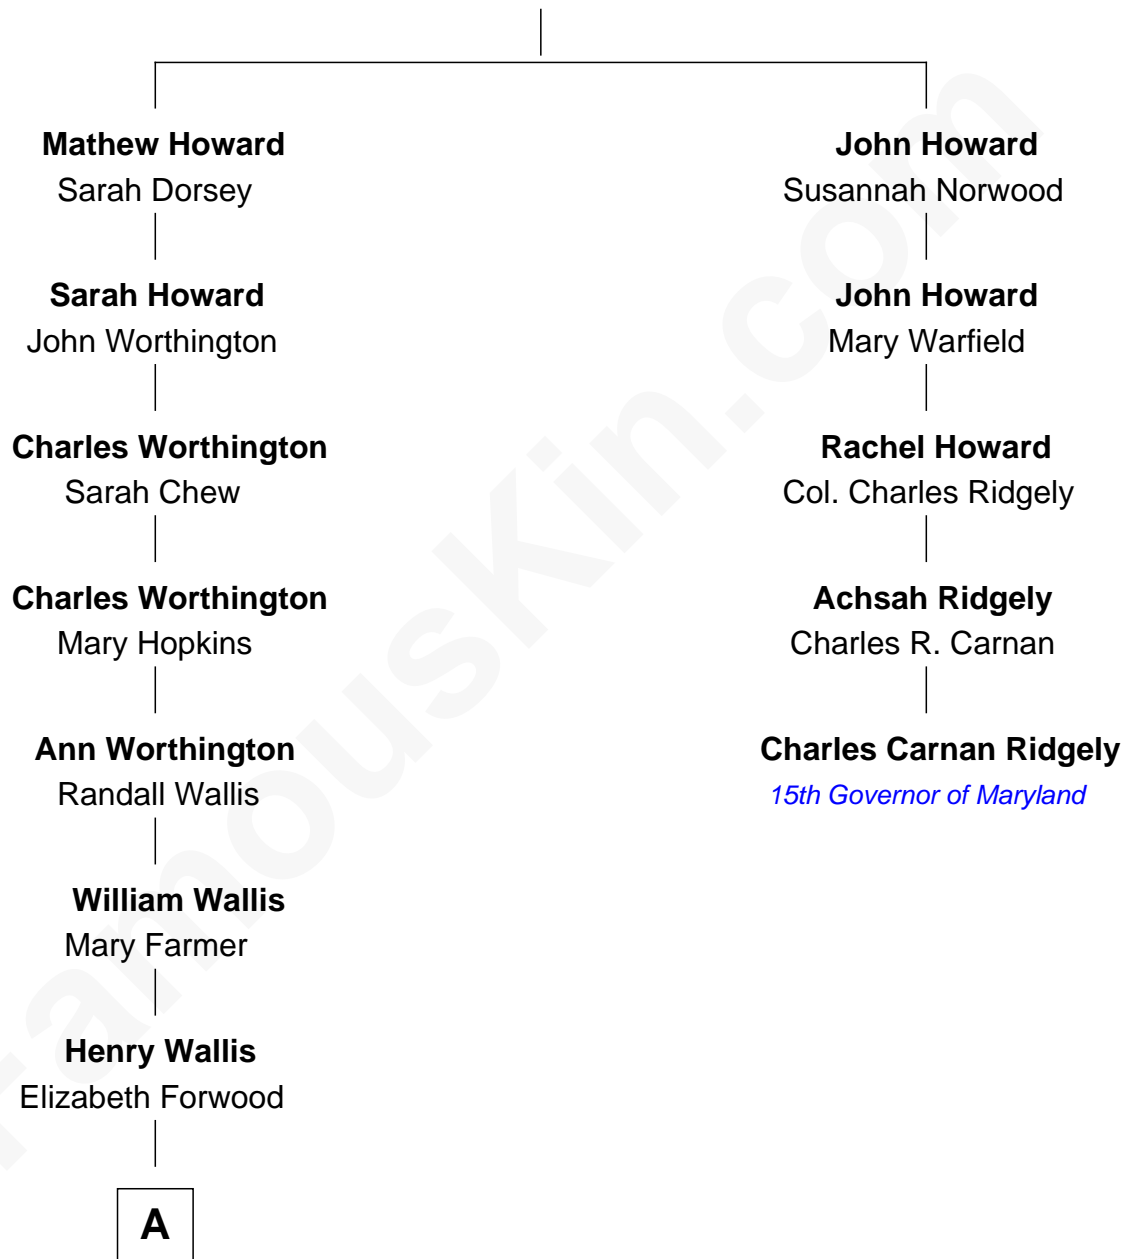 Mathew Howard
Sarah Dorsey
Sarah Howard
John Worthington
Charles Worthington
Sarah Chew
Charles Worthington
Mary Hopkins
Ann Worthington
Randall Wallis
William Wallis
Mary Farmer
Henry Wallis
Elizabeth Forwood
A
John Howard
Susannah Norwood
John Howard
Mary Warfield
Rachel Howard
Col. Charles Ridgely
Achsah Ridgely
Charles R. Carnan
Charles Carnan Ridgely
15th Governor of Maryland
FamousKin.com